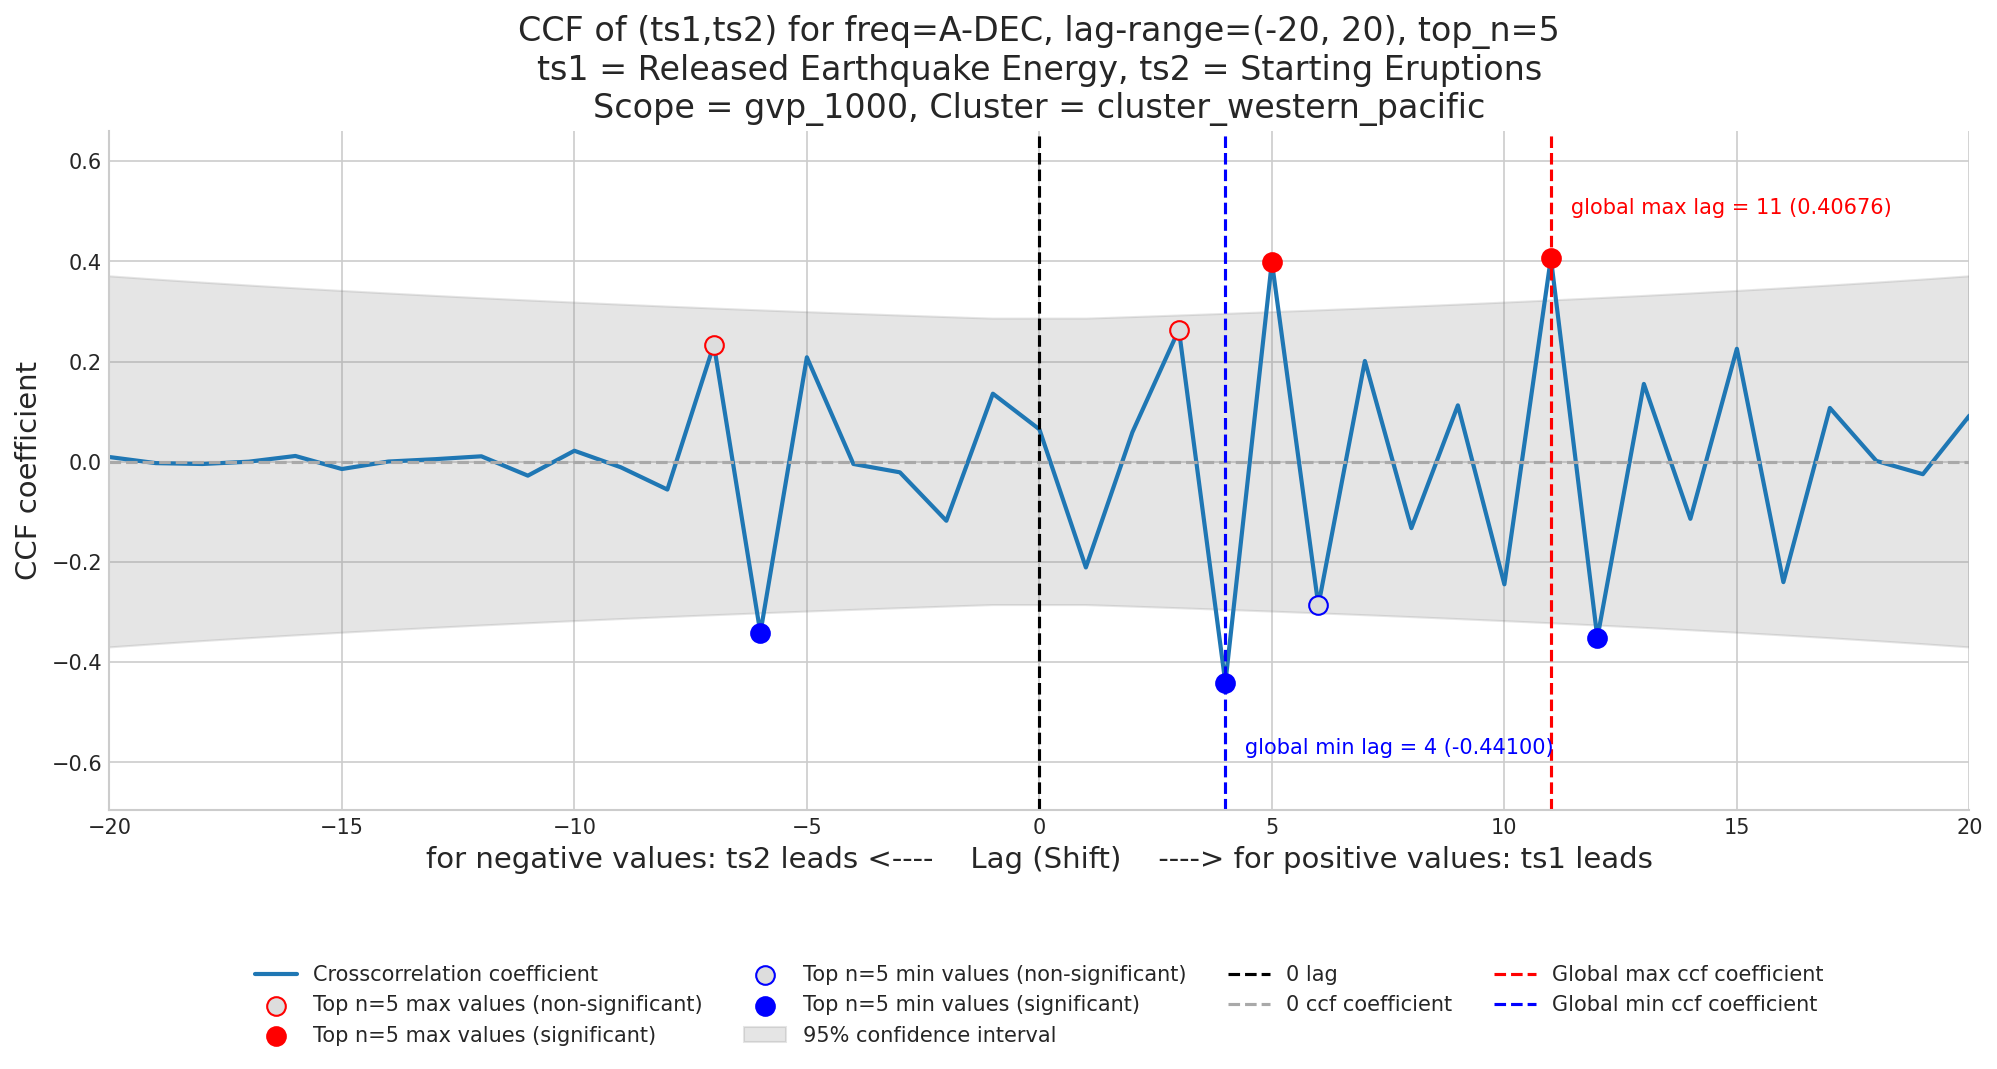 CCF of (ts1,ts2) for freq=A-DEC, lag-range=(-20, 20), top_n=5
ts1 = Released Earthquake Energy, ts2 = Starting Eruptions
Scope = gvp_1000, Cluster = cluster_western_pacific
CCF coefficient
0.6
0.4
0.2
0.0
−0.2
−0.4
−0.6
global max lag = 11 (0.40676)
global min lag = 4 (-0.44100)
−20
−15
−10
−5
0
5
10
15
20
for negative values: ts2 leads <---- Lag (Shift) ----> for positive values: ts1 leads
Crosscorrelation coefficient
Top n=5 max values (non-significant)
Top n=5 max values (significant)
Top n=5 min values (non-significant)
Top n=5 min values (significant)
95% confidence interval
0 lag
0 ccf coefficient
Global max ccf coefficient
Global min ccf coefficient